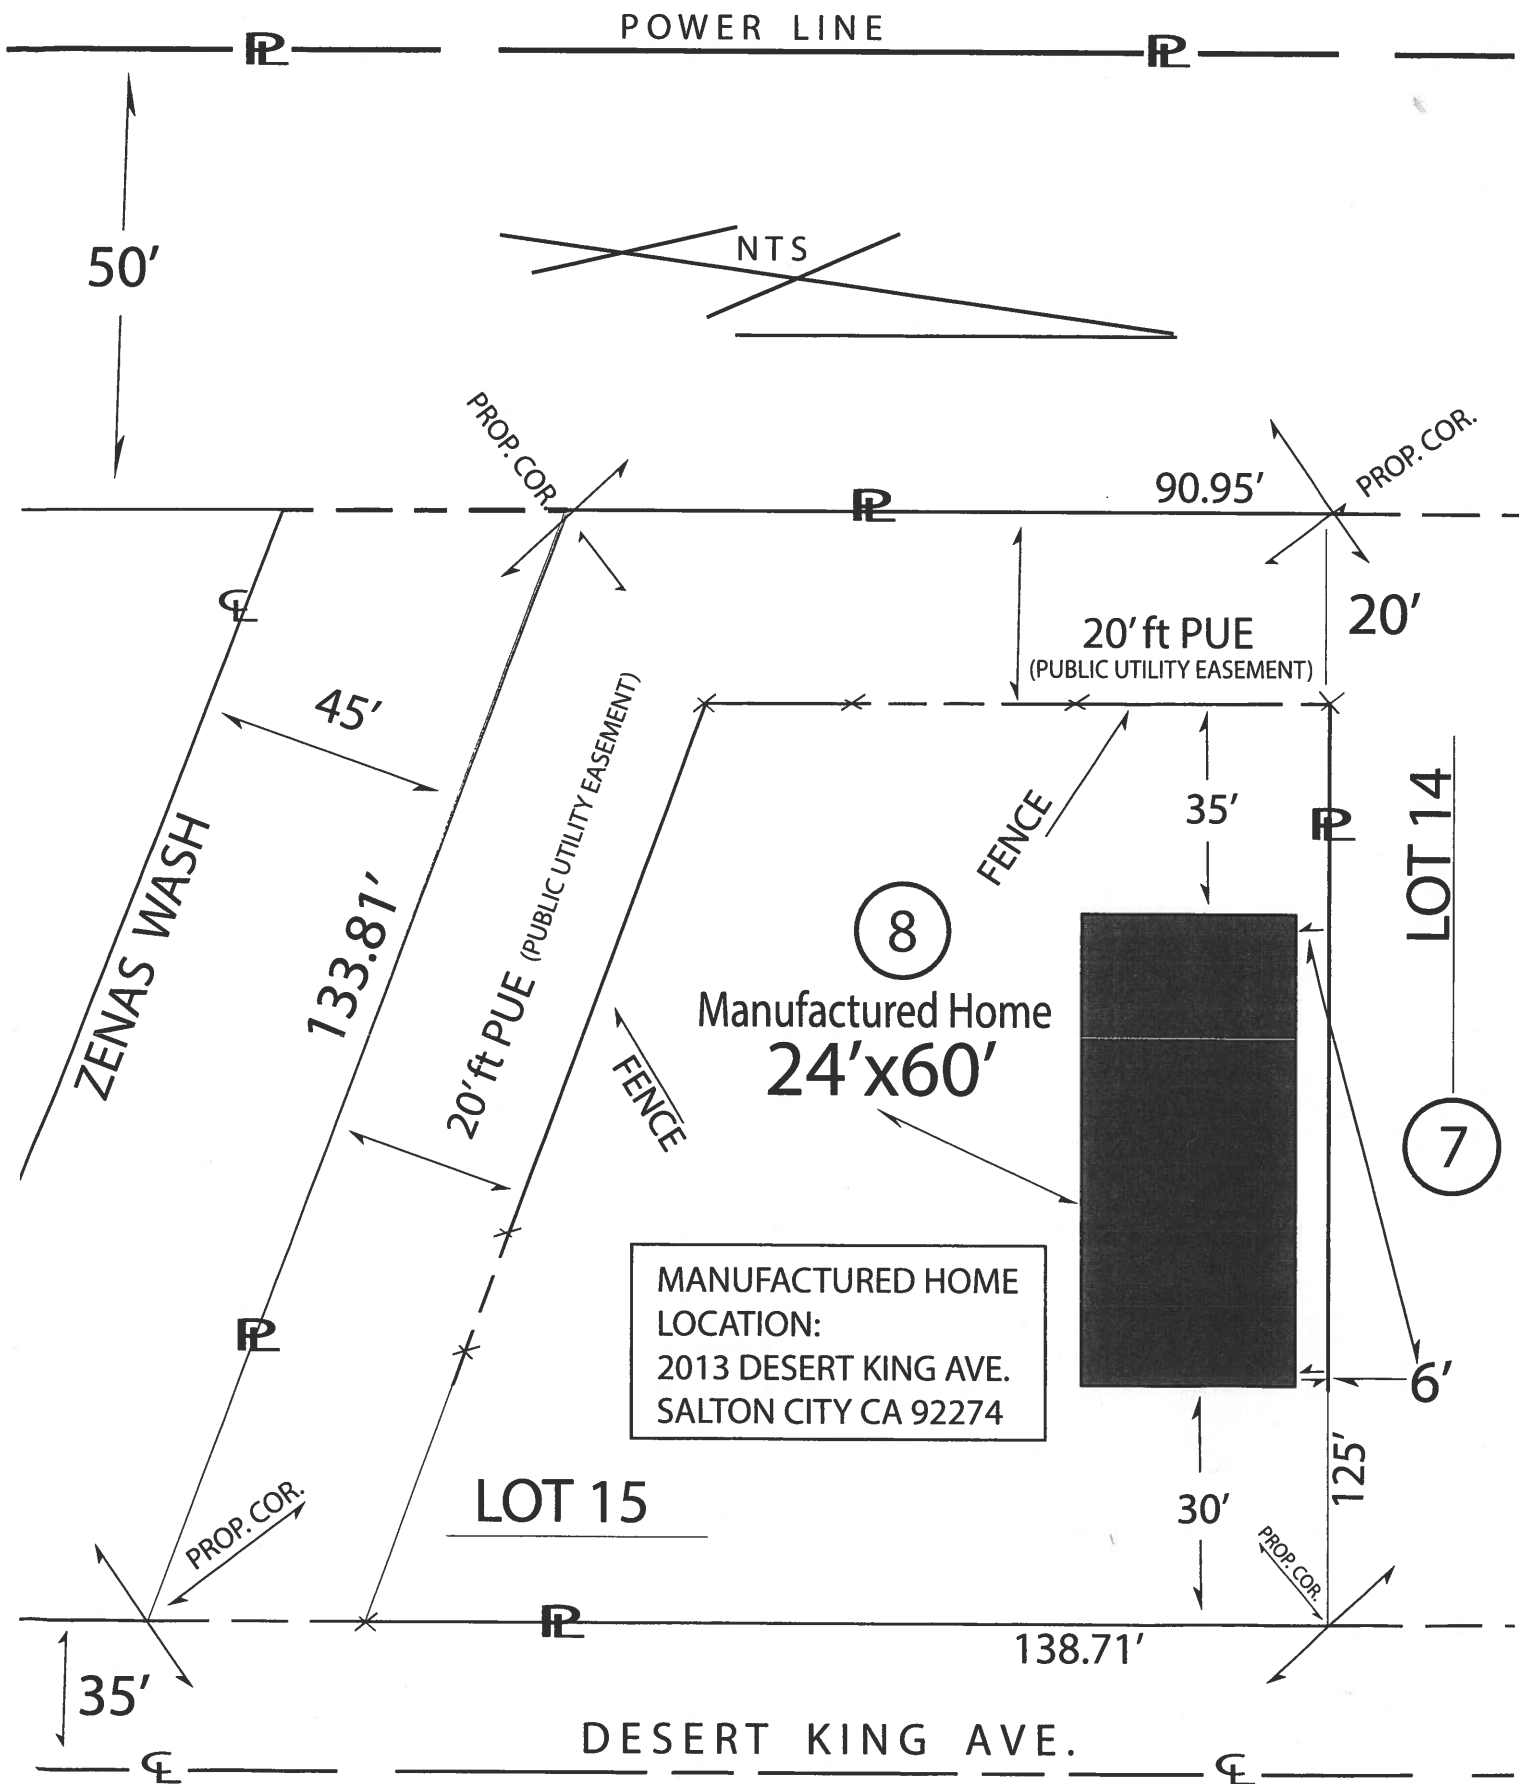 POWER LINE
PL
PL
50'
NTS
PROP. COR.
PROP. COR.
90.95'
PL
CL
20'
20' ft PUE
(PUBLIC UTILITY EASEMENT)
45'
35'
PL
FENCE
LOT 14
ZENAS WASH
133.81'
20' ft PUE (PUBLIC UTILITY EASEMENT)
FENCE
8
Manufactured Home
24'x60'
7
MANUFACTURED HOME
LOCATION:
2013 DESERT KING AVE.
SALTON CITY CA 92274
PL
6'
125'
LOT 15
30'
PROP. COR.
PROP. COR.
PL
138.71'
35'
DESERT KING AVE.
CL
CL